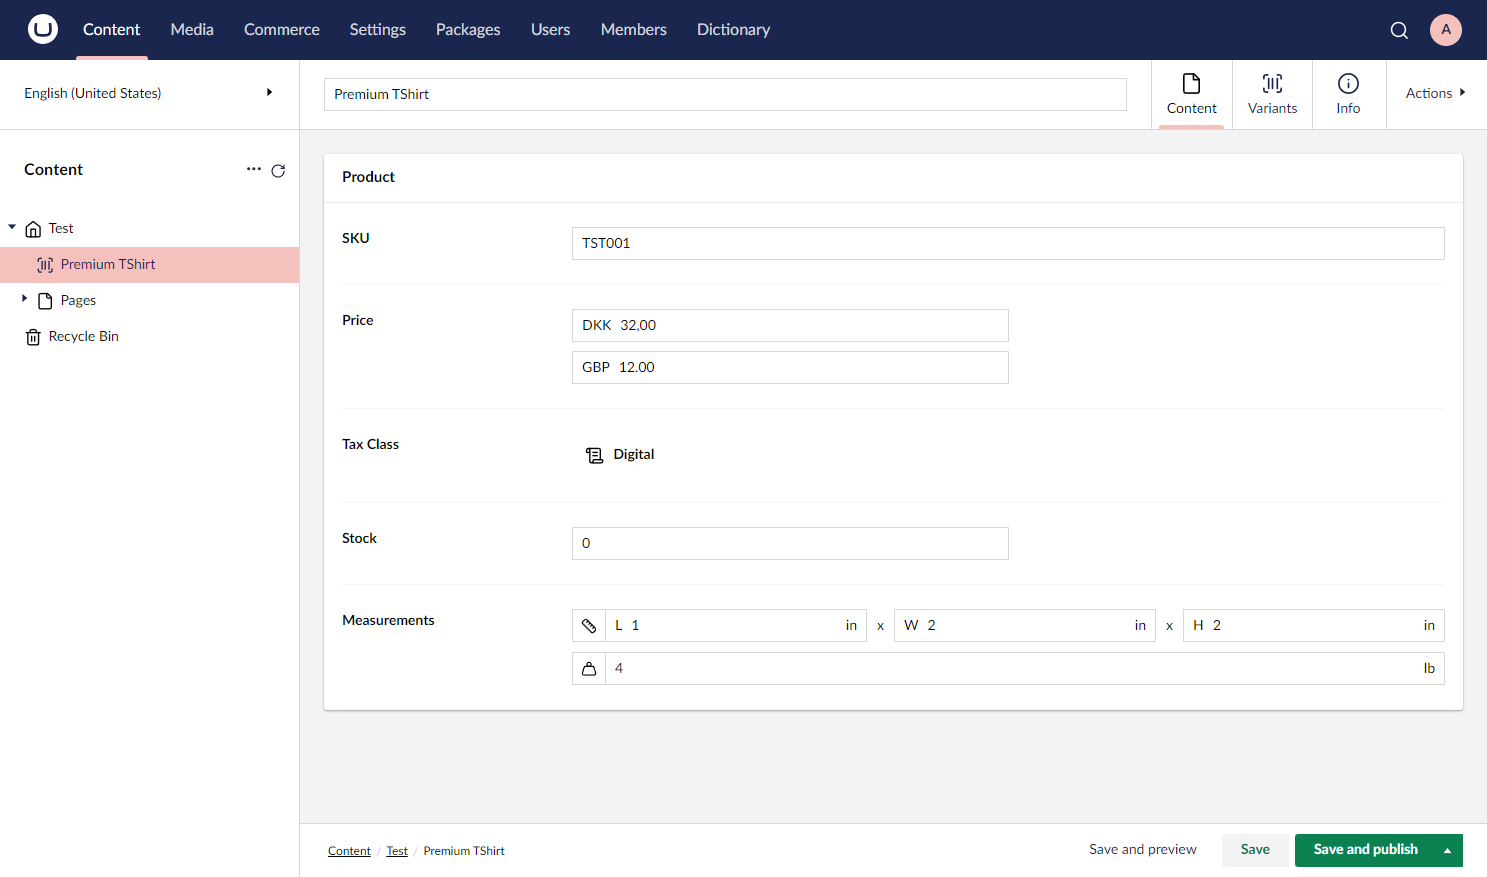 Content Media Commerce Settings Packages Users Members Dictionary A
English (United States)
Premium TShirt
Content Variants Info Actions
Content
Test
Premium TShirt
Pages
Recycle Bin
Product
SKU TST001
Price DKK 32,00
GBP 12.00
Tax Class Digital
Stock 0
Measurements L 1 in x W 2 in x H 2 in
4 lb
Content / Test / Premium TShirt Save and preview Save Save and publish